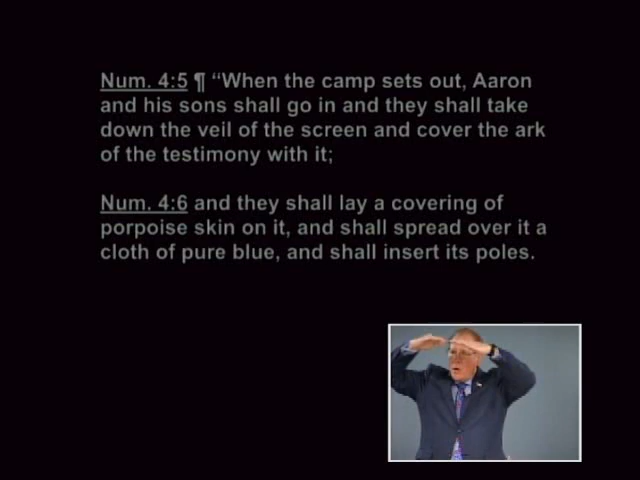 Num. 4:5 ¶ “When the camp sets out, Aaron
and his sons shall go in and they shall take
down the veil of the screen and cover the ark
of the testimony with it;
Num. 4:6 and they shall lay a covering of
porpoise skin on it, and shall spread over it a
cloth of pure blue, and shall insert its poles.